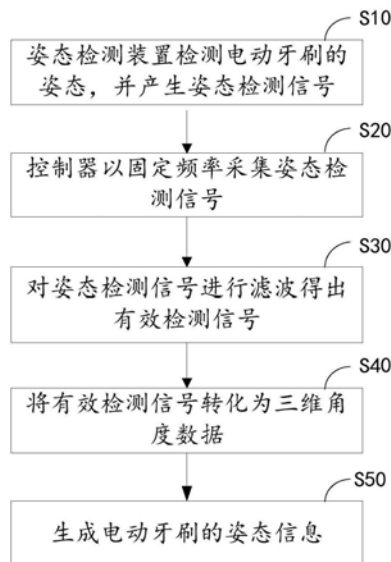 S10
姿态检测装置检测电动牙刷的
姿态，并产生姿态检测信号
S20
控制器以固定频率采集姿态检
测信号
S30
对姿态检测信号进行滤波得出
有效检测信号
S40
将有效检测信号转化为三维角
度数据
S50
生成电动牙刷的姿态信息